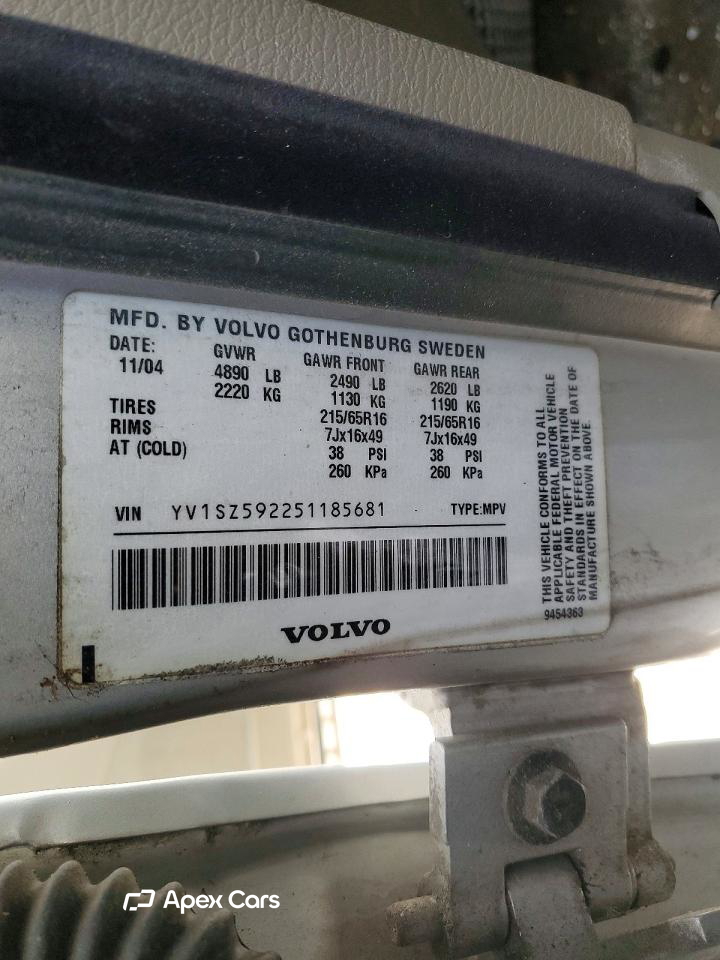 MFD. BY VOLVO GOTHENBURG SWEDEN
DATE: GVWR GAWR FRONT GAWR REAR
11/04 4890 LB 2490 LB 2620 LB
2220 KG 1130 KG 1190 KG
TIRES 215/65R16 215/65R16
RIMS 7Jx16x49 7Jx16x49
AT (COLD) 38 PSI 38 PSI
260 KPa 260 KPa
VIN YV1SZ592251185681 TYPE:MPV
VOLVO
THIS VEHICLE CONFORMS TO ALL
APPLICABLE FEDERAL MOTOR VEHICLE
SAFETY AND THEFT PREVENTION
STANDARDS IN EFFECT ON THE DATE OF
MANUFACTURE SHOWN ABOVE.
9454363
Apex Cars